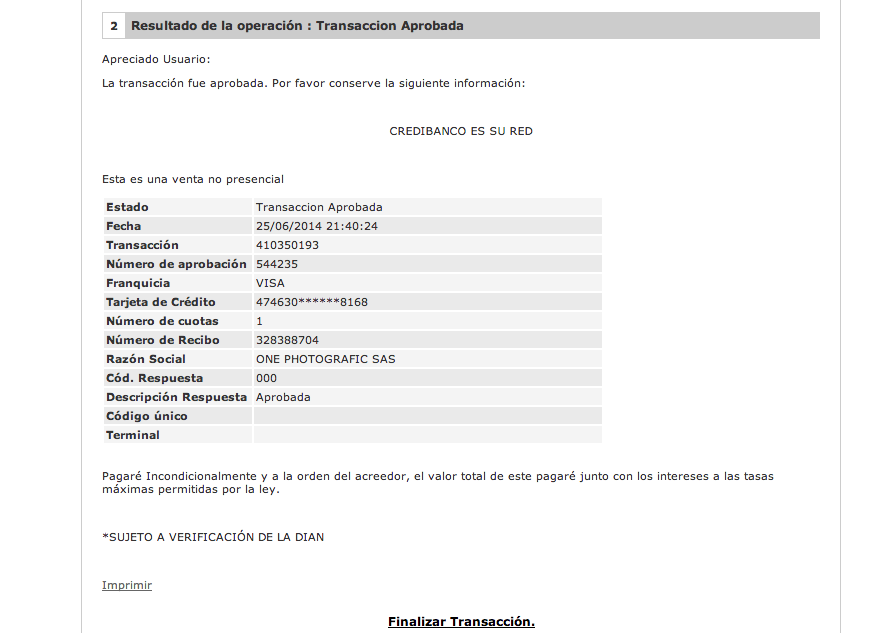 2 Resultado de la operación : Transaccion Aprobada
Apreciado Usuario:
La transacción fue aprobada. Por favor conserve la siguiente información:
CREDIBANCO ES SU RED
Esta es una venta no presencial
Estado Transaccion Aprobada
Fecha 25/06/2014 21:40:24
Transacción 410350193
Número de aprobación 544235
Franquicia VISA
Tarjeta de Crédito 474630******8168
Número de cuotas 1
Número de Recibo 328388704
Razón Social ONE PHOTOGRAFIC SAS
Cód. Respuesta 000
Descripción Respuesta Aprobada
Código único
Terminal
Pagaré Incondicionalmente y a la orden del acreedor, el valor total de este pagaré junto con los intereses a las tasas
máximas permitidas por la ley.
*SUJETO A VERIFICACIÓN DE LA DIAN
Imprimir
Finalizar Transacción.